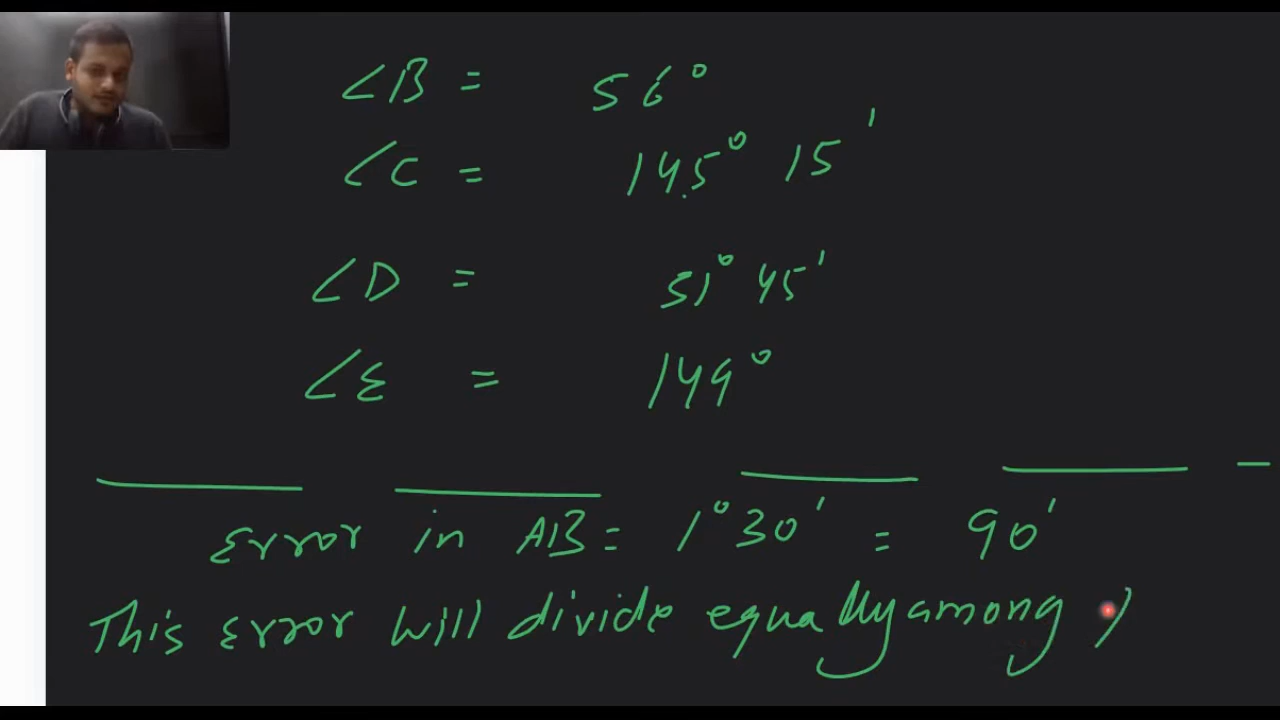 ∠B = 56°
∠C = 145° 15'
∠D = 51° 45'
∠E = 149°
Error in AB = 1° 30' = 90'
This error will divide equally among